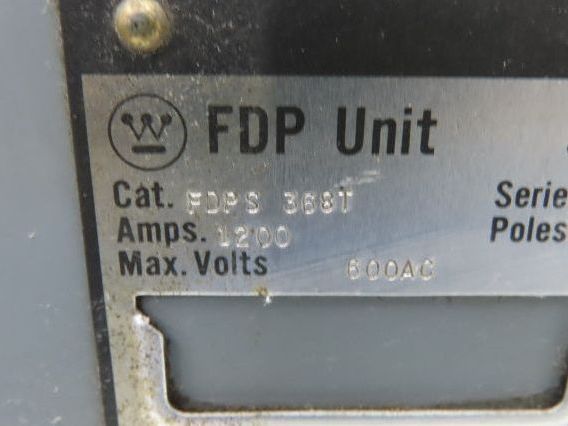 W FDP Unit
Cat. FDPS 368T Serie
Amps. 1200 Poles
Max. Volts 600AC